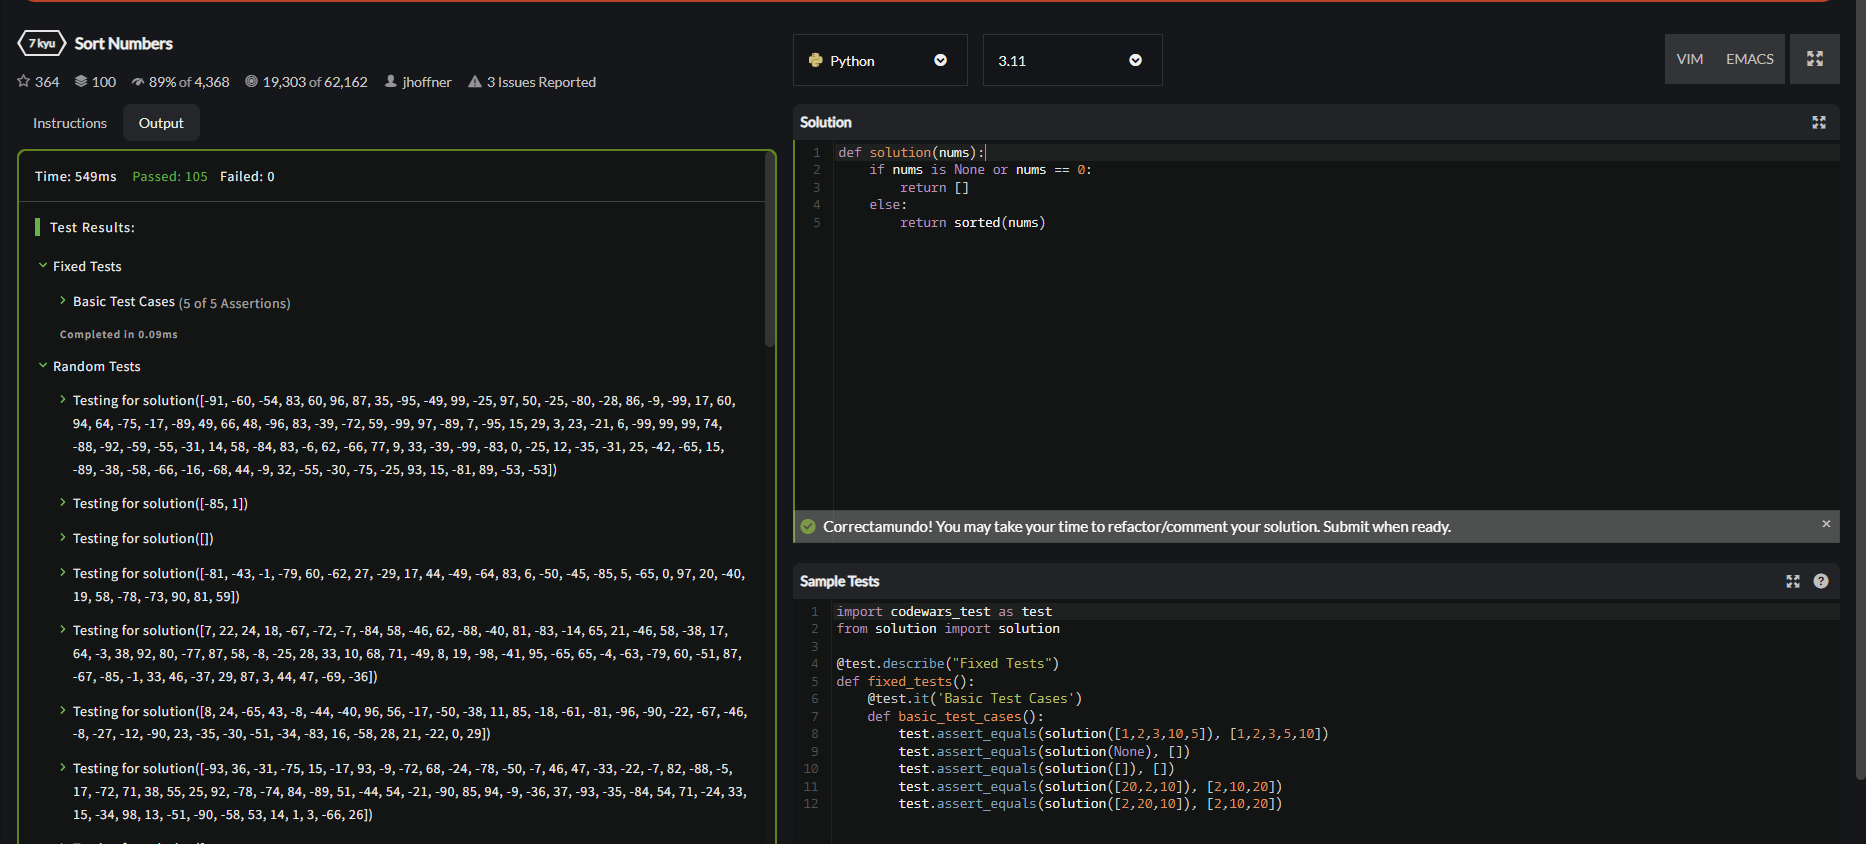 7 kyu Sort Numbers
364 100 89% of 4,368 19,303 of 62,162 jhoffner 3 Issues Reported
Instructions Output
Time: 549ms Passed: 105 Failed: 0
Test Results:
Fixed Tests
Basic Test Cases (5 of 5 Assertions)
Completed in 0.09ms
Random Tests
Testing for solution([-91, -60, -54, 83, 60, 96, 87, 35, -95, -49, 99, -25, 97, 50, -25, -80, -28, 86, -9, -99, 17, 60,
94, 64, -75, -17, -89, 49, 66, 48, -96, 83, -39, -72, 59, -99, 97, -89, 7, -95, 15, 29, 3, 23, -21, 6, -99, 99, 99, 74,
-88, -92, -59, -55, -31, 14, 58, -84, 83, -6, 62, -66, 77, 9, 33, -39, -99, -83, 0, -25, 12, -35, -31, 25, -42, -65, 15,
-89, -38, -58, -66, -16, -68, 44, -9, 32, -55, -30, -75, -25, 93, 15, -81, 89, -53, -53])
Testing for solution([-85, 1])
Testing for solution([])
Testing for solution([-81, -43, -1, -79, 60, -62, 27, -29, 17, 44, -49, -64, 83, 6, -50, -45, -85, 5, -65, 0, 97, 20, -40,
19, 58, -78, -73, 90, 81, 59])
Testing for solution([7, 22, 24, 18, -67, -72, -7, -84, 58, -46, 62, -88, -40, 81, -83, -14, 65, 21, -46, 58, -38, 17,
64, -3, 38, 92, 80, -77, 87, 58, -8, -25, 28, 33, 10, 68, 71, -49, 8, 19, -98, -41, 95, -65, 65, -4, -63, -79, 60, -51, 87,
-67, -85, -1, 33, 46, -37, 29, 87, 3, 44, 47, -69, -36])
Testing for solution([8, 24, -65, 43, -8, -44, -40, 96, 56, -17, -50, -38, 11, 85, -18, -61, -81, -96, -90, -22, -67, -46,
-8, -27, -12, -90, 23, -35, -30, -51, -34, -83, 16, -58, 28, 21, -22, 0, 29])
Testing for solution([-93, 36, -31, -75, 15, -17, 93, -9, -72, 68, -24, -78, -50, -7, 46, 47, -33, -22, -7, 82, -88, -5,
17, -72, 71, 38, 55, 25, 92, -78, -74, 84, -89, 51, -44, 54, -21, -90, 85, 94, -9, -36, 37, -93, -35, -84, 54, 71, -24, 33,
15, -34, 98, 13, -51, -90, -58, 53, 14, 1, 3, -66, 26])
Python 3.11 VIM EMACS
Solution
1 def solution(nums):
2 if nums is None or nums == 0:
3 return []
4 else:
5 return sorted(nums)
Correctamundo! You may take your time to refactor/comment your solution. Submit when ready. ×
Sample Tests ?
1 import codewars_test as test
2 from solution import solution
3
4 @test.describe("Fixed Tests")
5 def fixed_tests():
6 @test.it('Basic Test Cases')
7 def basic_test_cases():
8 test.assert_equals(solution([1,2,3,10,5]), [1,2,3,5,10])
9 test.assert_equals(solution(None), [])
10 test.assert_equals(solution([]), [])
11 test.assert_equals(solution([20,2,10]), [2,10,20])
12 test.assert_equals(solution([2,20,10]), [2,10,20])